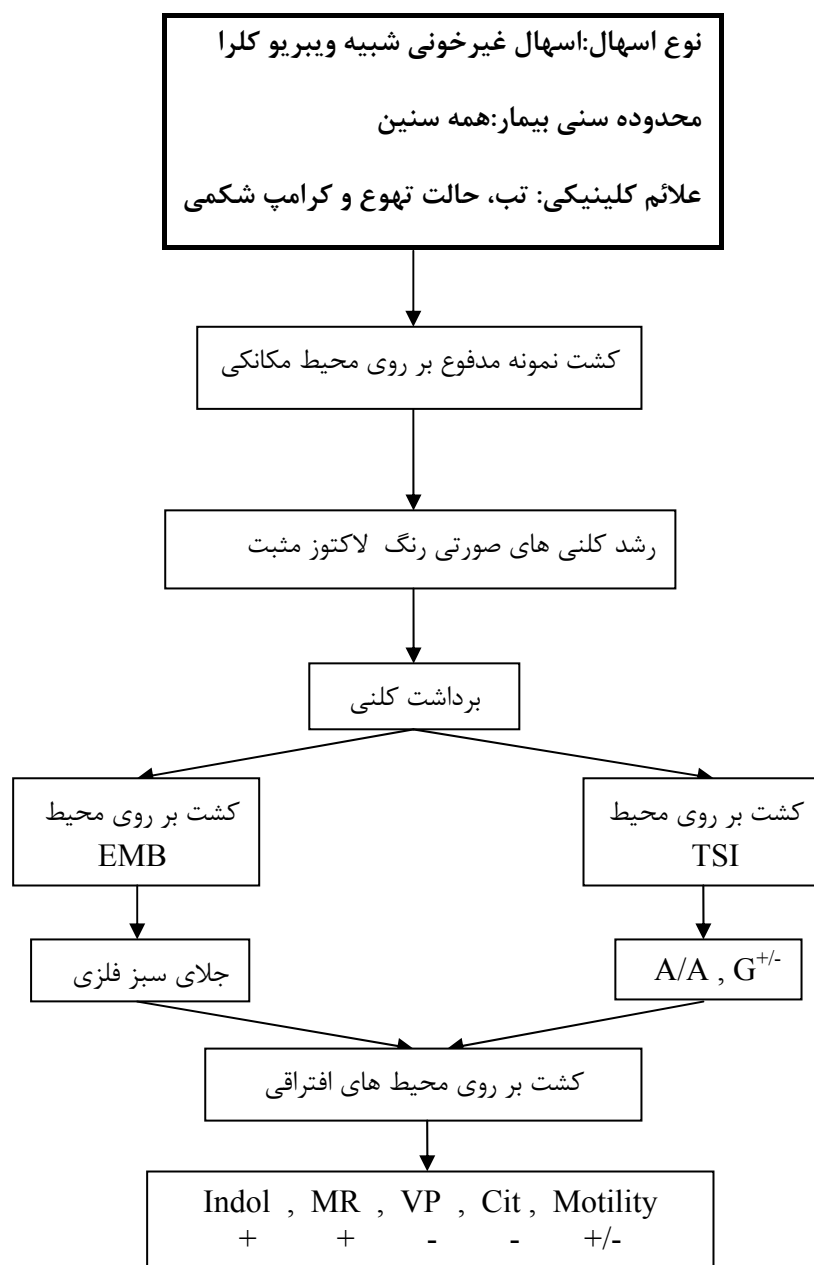 نوع اسهال:اسهال غیرخونی شبیه ویبریو کلرا
محدوده سنی بیمار:همه سنین
علائم کلینیکی: تب، حالت تهوع و کرامپ شکمی
کشت نمونه مدفوع بر روی محیط مکانکی
رشد کلنی های صورتی رنگ لاکتوز مثبت
برداشت کلنی
کشت بر روی محیط
TSI
کشت بر روی محیط
EMB
A/A , G+/-
جلای سبز فلزی
کشت بر روی محیط های افتراقی
Indol , MR , VP , Cit , Motility
+ + - - +/-